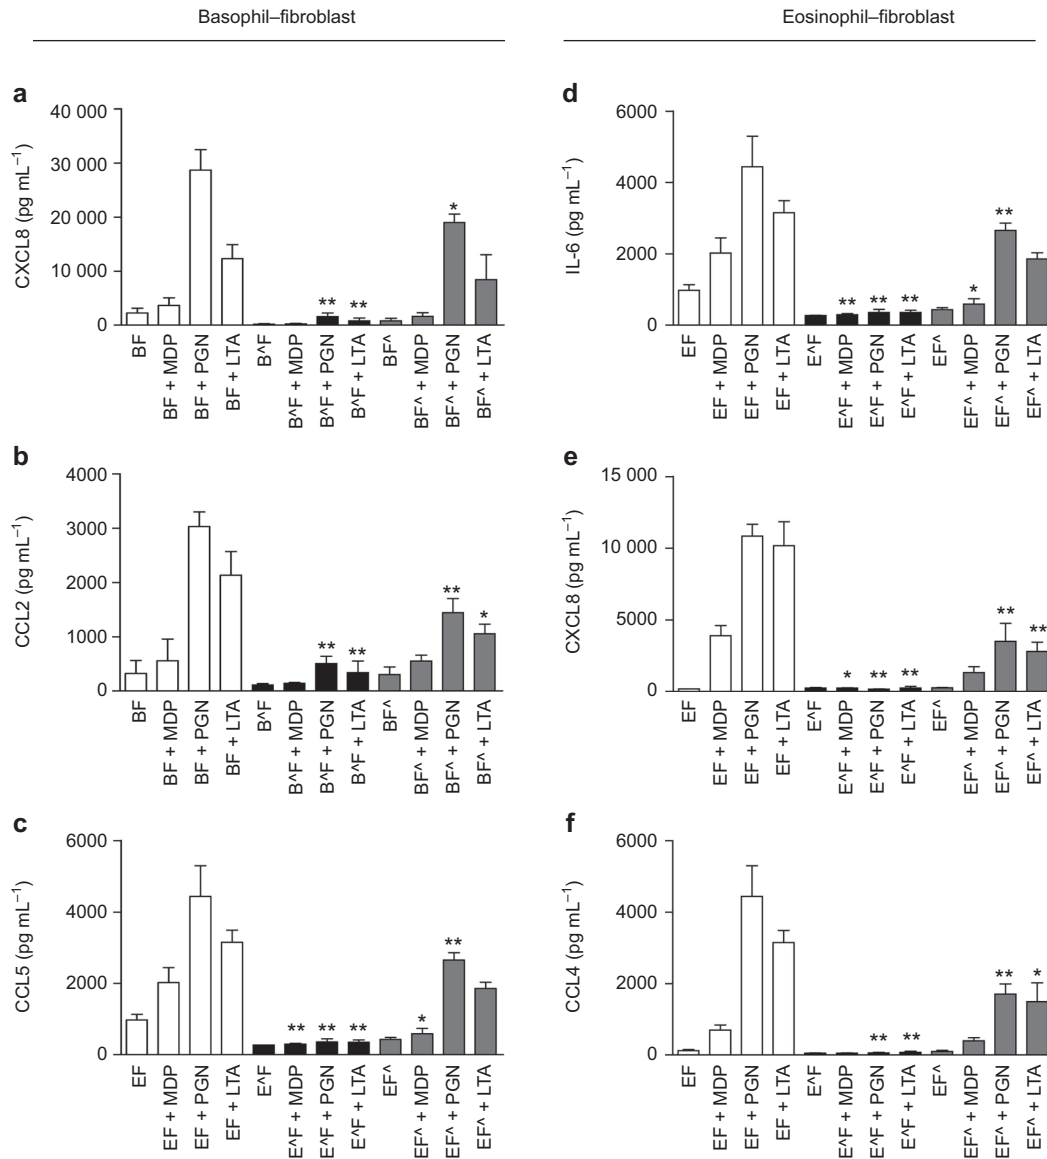 Basophil–fibroblast
Eosinophil–fibroblast
a
CXCL8 (pg mL−1)
40 000
30 000
20 000
10 000
0
** ** *
BF
BF + MDP
BF + PGN
BF + LTA
B^F
B^F + MDP
B^F + PGN
B^F + LTA
BF^
BF^ + MDP
BF^ + PGN
BF^ + LTA
d
IL-6 (pg mL−1)
6000
4000
2000
0
** ** ** * **
EF
EF + MDP
EF + PGN
EF + LTA
E^F
E^F + MDP
E^F + PGN
E^F + LTA
EF^
EF^ + MDP
EF^ + PGN
EF^ + LTA
b
CCL2 (pg mL−1)
4000
3000
2000
1000
0
** ** ** *
BF
BF + MDP
BF + PGN
BF + LTA
B^F
B^F + MDP
B^F + PGN
B^F + LTA
BF^
BF^ + MDP
BF^ + PGN
BF^ + LTA
e
CXCL8 (pg mL−1)
15 000
10 000
5000
0
* ** ** ** **
EF
EF + MDP
EF + PGN
EF + LTA
E^F
E^F + MDP
E^F + PGN
E^F + LTA
EF^
EF^ + MDP
EF^ + PGN
EF^ + LTA
c
CCL5 (pg mL−1)
6000
4000
2000
0
** ** ** * **
EF
EF + MDP
EF + PGN
EF + LTA
E^F
E^F + MDP
E^F + PGN
E^F + LTA
EF^
EF^ + MDP
EF^ + PGN
EF^ + LTA
f
CCL4 (pg mL−1)
6000
4000
2000
0
** ** ** *
EF
EF + MDP
EF + PGN
EF + LTA
E^F
E^F + MDP
E^F + PGN
E^F + LTA
EF^
EF^ + MDP
EF^ + PGN
EF^ + LTA